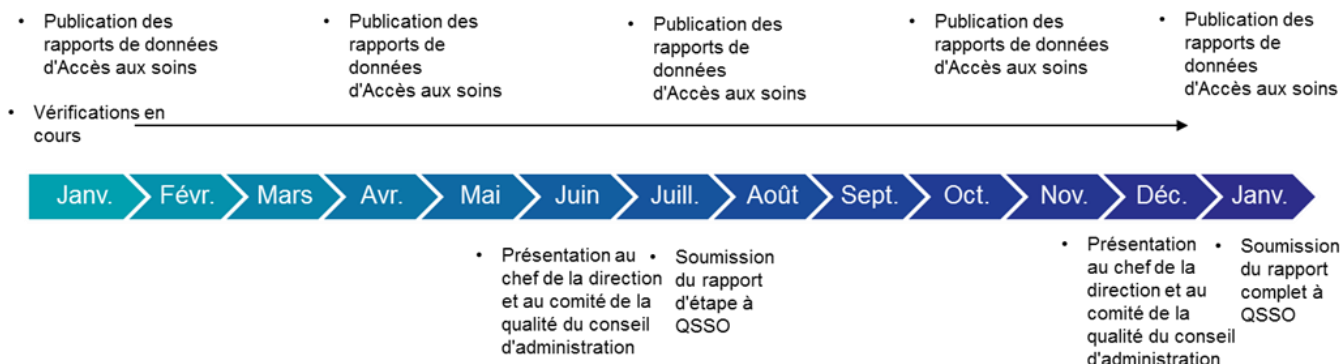 • Publication des
rapports de données
d'Accès aux soins
• Publication des
rapports de
données
d'Accès aux soins
• Publication des
rapports de
données
d'Accès aux soins
• Publication des
rapports de données
d'Accès aux soins
• Publication des
rapports de
données
d'Accès aux soins
• Vérifications en
cours
Janv. Févr. Mars Avr. Mai Juin Juill. Août Sept. Oct. Nov. Déc. Janv.
• Présentation au
chef de la direction
et au comité de la
qualité du conseil
d'administration
• Soumission
du rapport
d'étape à
QSSO
• Présentation
au chef de la
direction et au
comité de la
qualité du conseil
d'administration
• Soumission
du rapport
complet à
QSSO